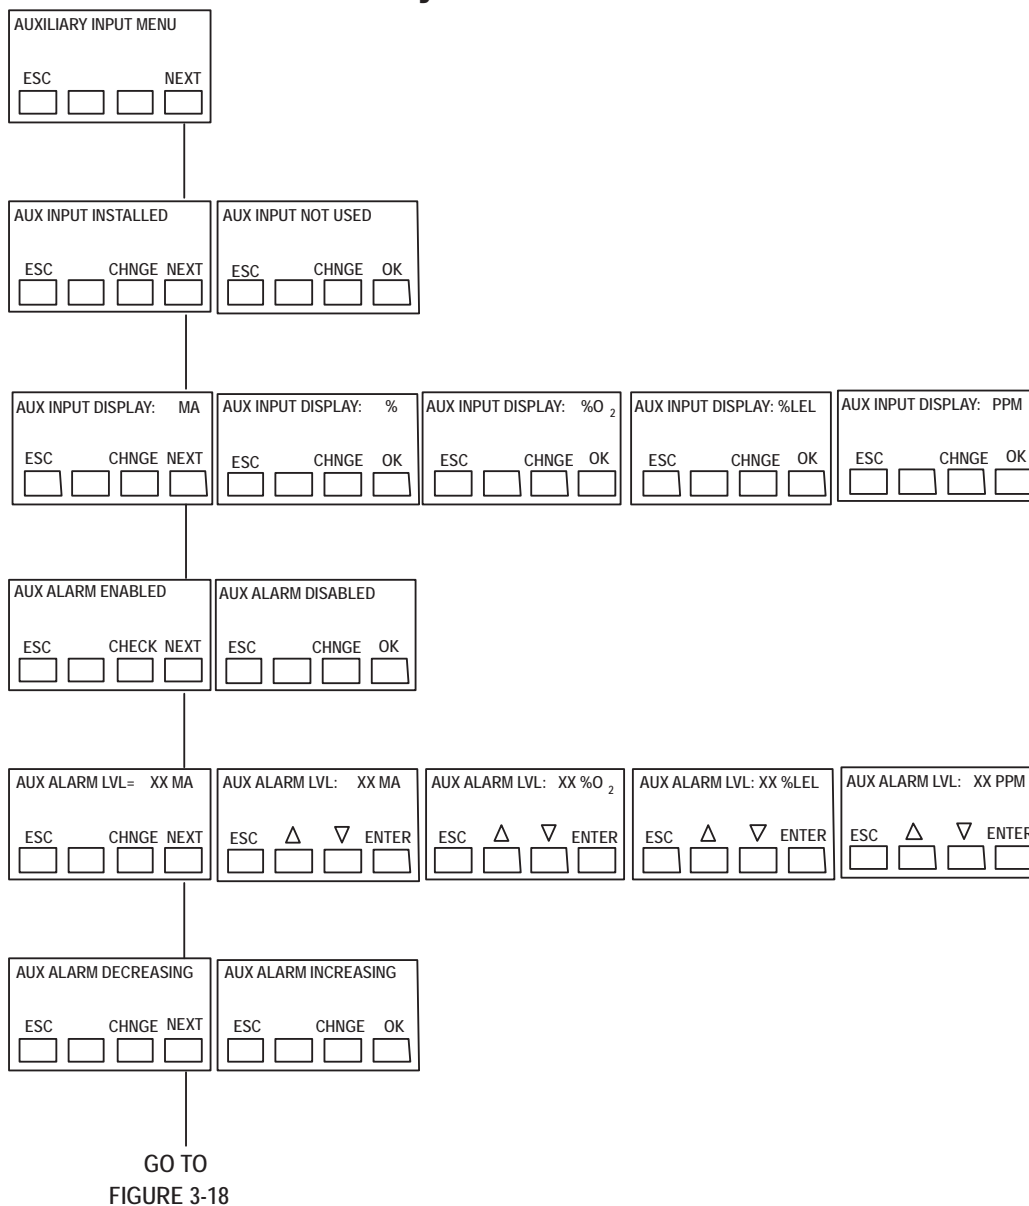 AUXILIARY INPUT MENU
ESC NEXT
AUX INPUT INSTALLED
ESC CHNGE NEXT
AUX INPUT NOT USED
ESC CHNGE OK
AUX INPUT DISPLAY: MA
ESC CHNGE NEXT
AUX INPUT DISPLAY: %
ESC CHNGE OK
AUX INPUT DISPLAY: %O2
ESC CHNGE OK
AUX INPUT DISPLAY: %LEL
ESC CHNGE OK
AUX INPUT DISPLAY: PPM
ESC CHNGE OK
AUX ALARM ENABLED
ESC CHECK NEXT
AUX ALARM DISABLED
ESC CHNGE OK
AUX ALARM LVL= XX MA
ESC CHNGE NEXT
AUX ALARM LVL: XX MA
ESC △ ▽ ENTER
AUX ALARM LVL: XX %O2
ESC △ ▽ ENTER
AUX ALARM LVL: XX %LEL
ESC △ ▽ ENTER
AUX ALARM LVL: XX PPM
ESC △ ▽ ENTER
AUX ALARM DECREASING
ESC CHNGE NEXT
AUX ALARM INCREASING
ESC CHNGE OK
GO TO
FIGURE 3-18